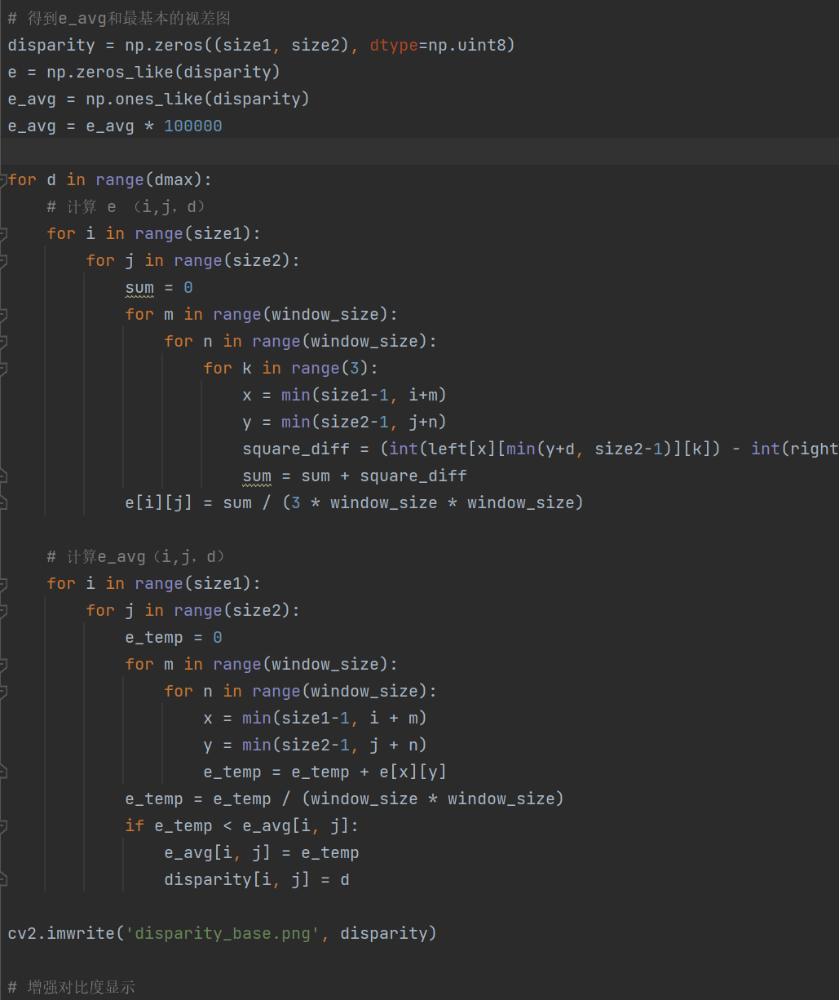 # 得到e_avg和最基本的视差图
disparity = np.zeros((size1, size2), dtype=np.uint8)
e = np.zeros_like(disparity)
e_avg = np.ones_like(disparity)
e_avg = e_avg * 100000
for d in range(dmax):
    # 计算 e （i,j，d）
    for i in range(size1):
        for j in range(size2):
            sum = 0
            for m in range(window_size):
                for n in range(window_size):
                    for k in range(3):
                        x = min(size1-1, i+m)
                        y = min(size2-1, j+n)
                        square_diff = (int(left[x][min(y+d, size2-1)][k]) - int(right
                        sum = sum + square_diff
            e[i][j] = sum / (3 * window_size * window_size)
    # 计算e_avg（i,j，d）
    for i in range(size1):
        for j in range(size2):
            e_temp = 0
            for m in range(window_size):
                for n in range(window_size):
                    x = min(size1-1, i + m)
                    y = min(size2-1, j + n)
                    e_temp = e_temp + e[x][y]
            e_temp = e_temp / (window_size * window_size)
            if e_temp < e_avg[i, j]:
                e_avg[i, j] = e_temp
                disparity[i, j] = d
cv2.imwrite('disparity_base.png', disparity)
# 增强对比度显示